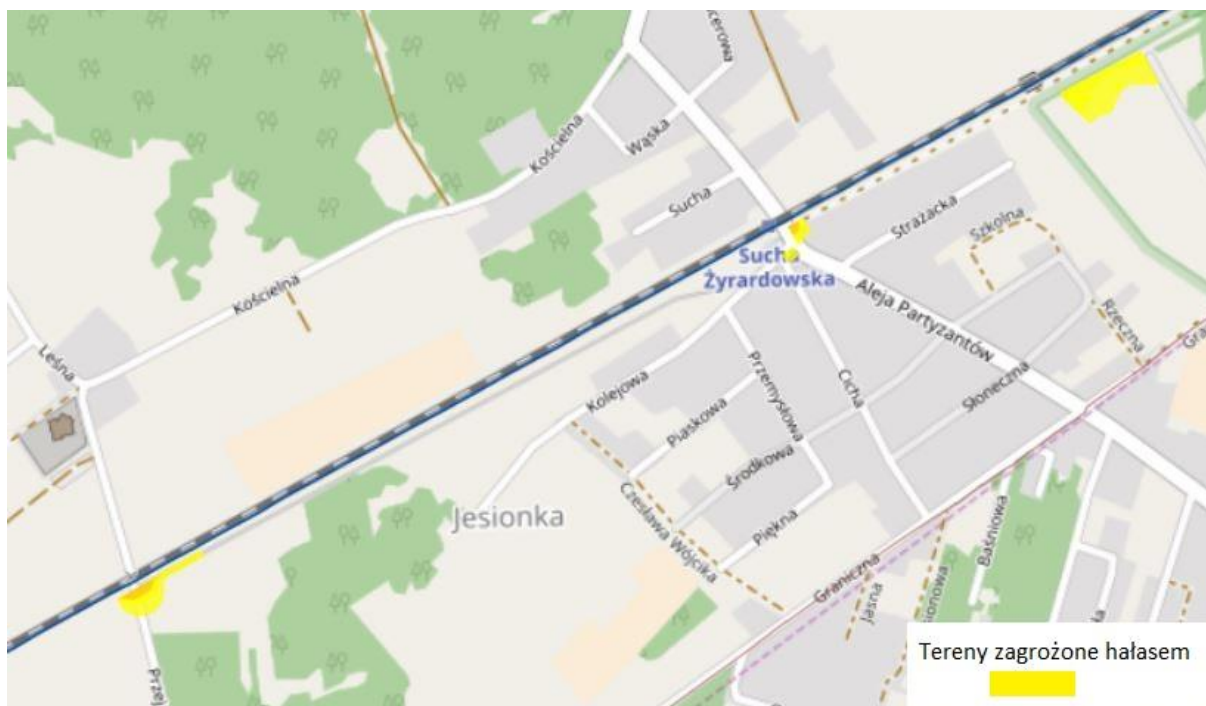 Wąska
Kościelna
Sucha
Strażacka
Szkolna
Sucha
Żyrardowska
Aleja Partyzantów
Rzeczna
Kościelna
Leśna
Kolejowa
Przemysłowa
Cicha
Słoneczna
Piaskowa
Środkowa
Jesionka
Czesława Wójcika
Piękna
Baśniowa
Graniczna
Jasna
Tereny zagrożone hałasem